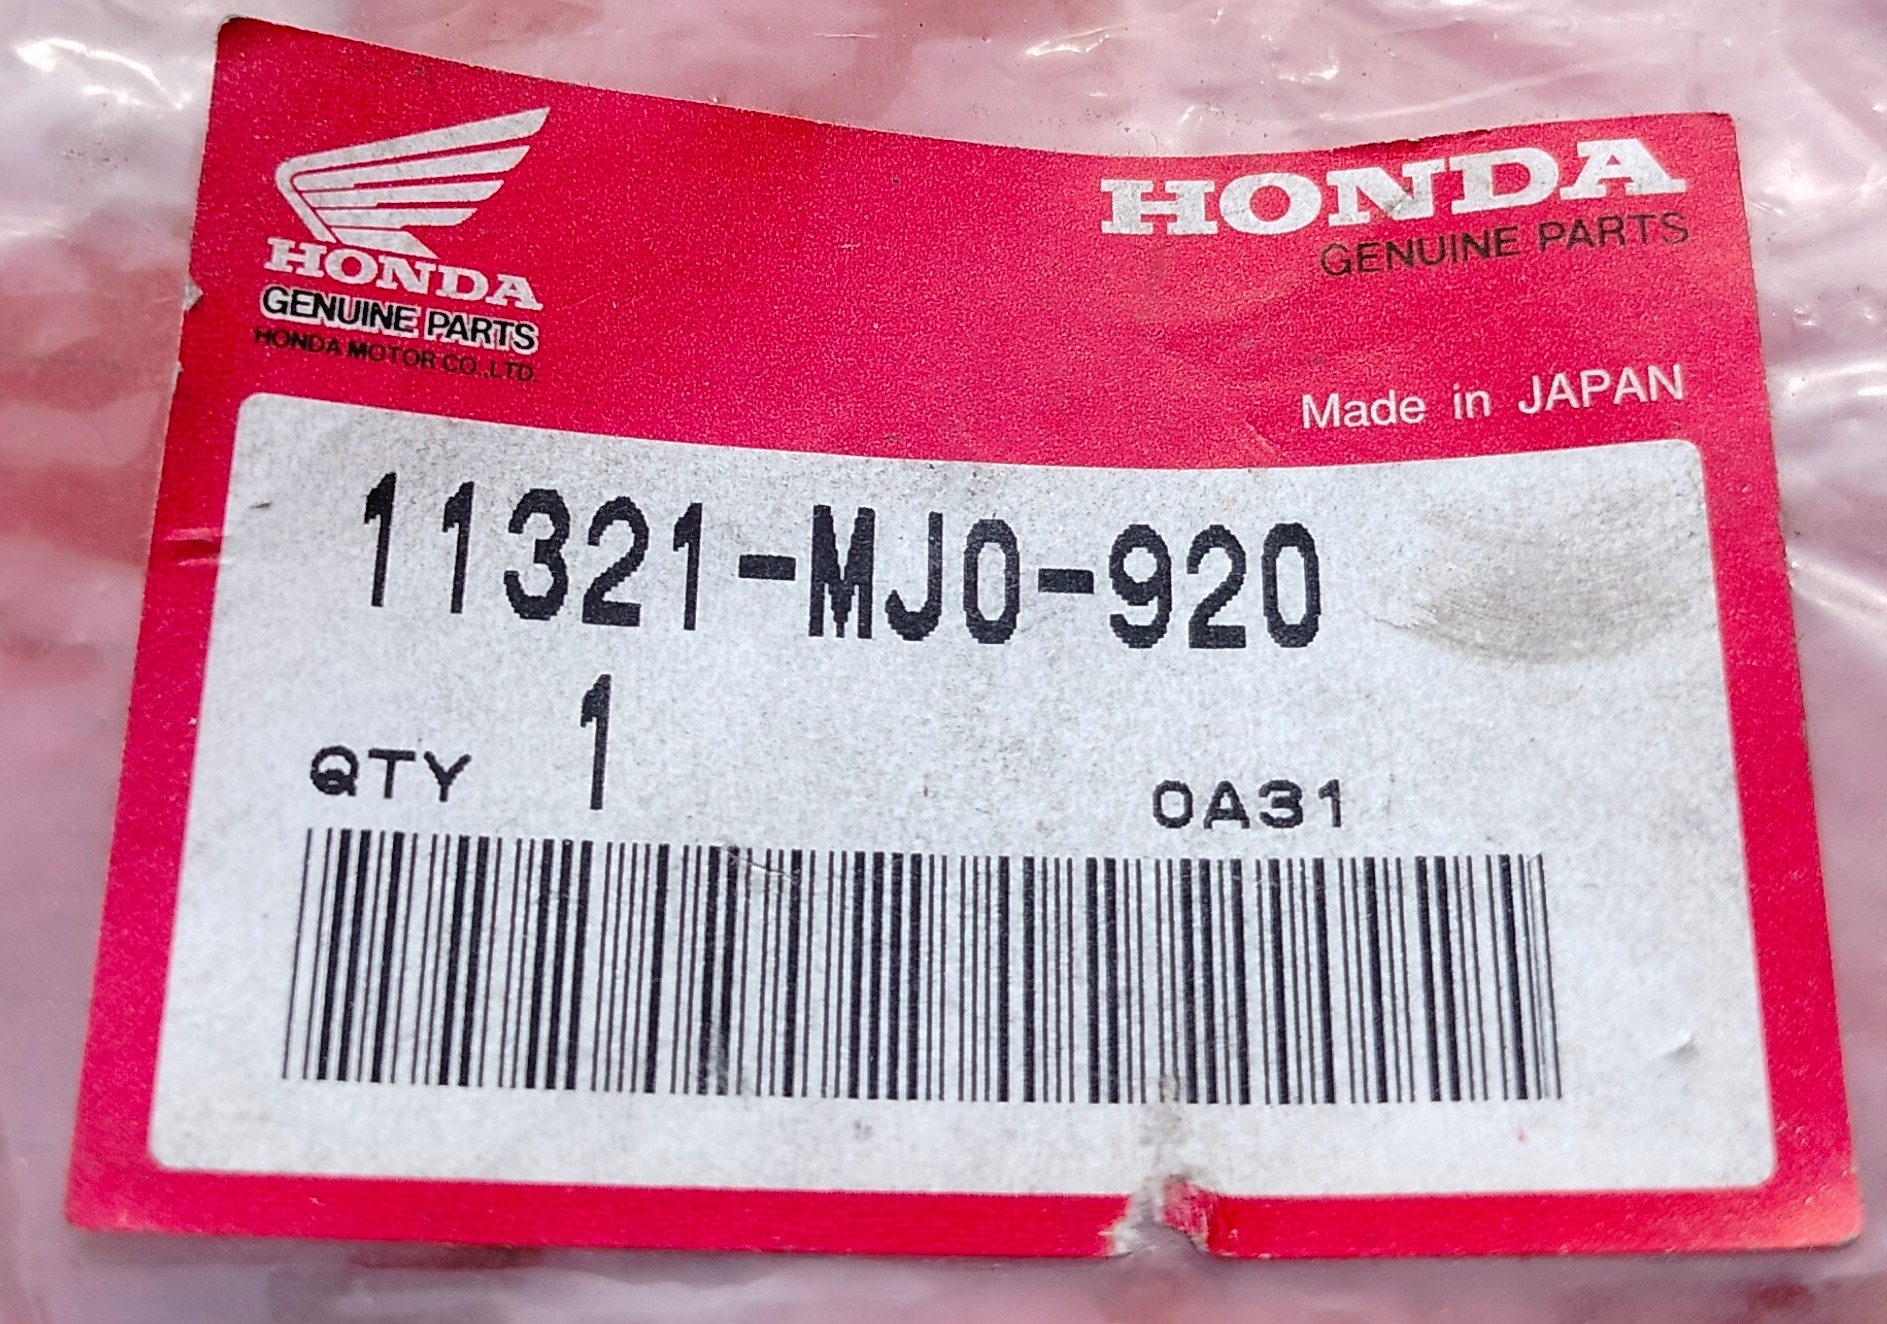 HONDA
GENUINE PARTS
HONDA MOTOR CO.,LTD.
HONDA
GENUINE PARTS
Made in JAPAN
11321-MJ0-920
QTY 1 0A31